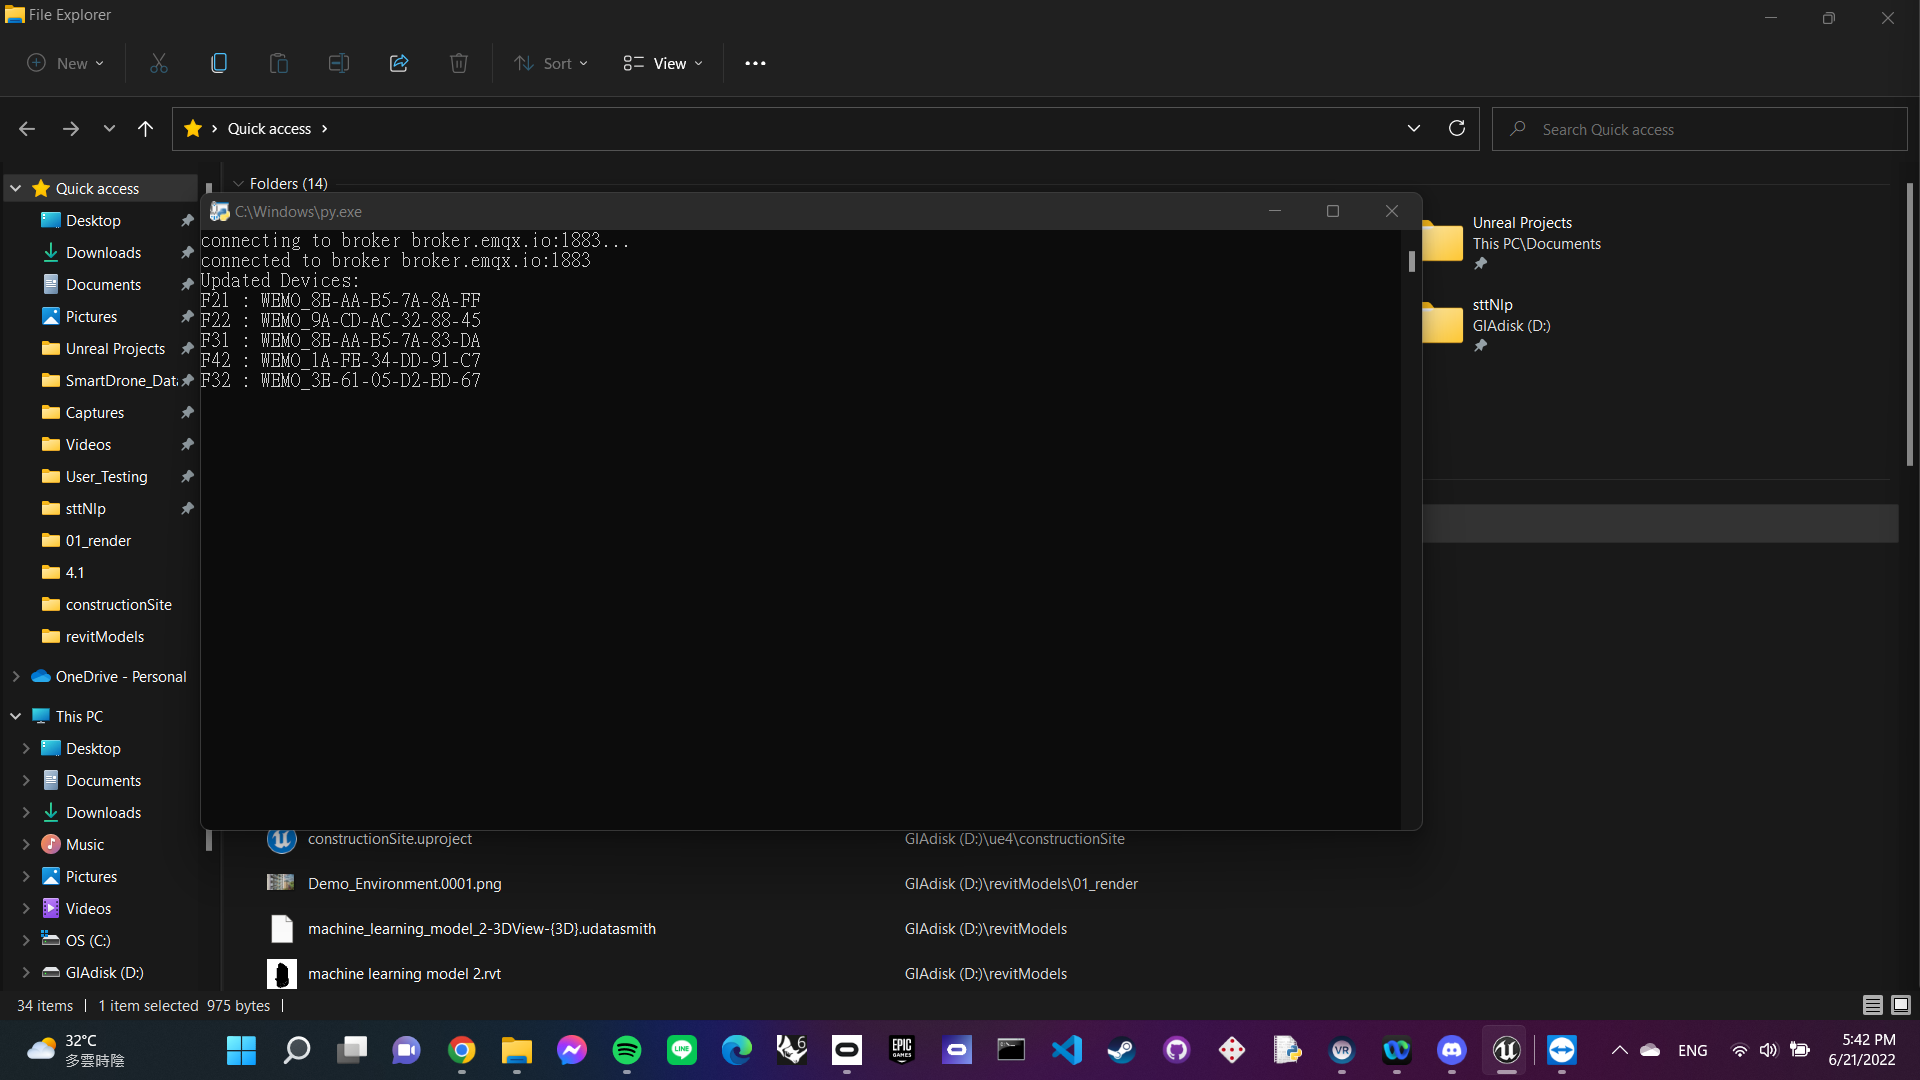 File Explorer
New
Sort
View
Quick access
Search Quick access
Quick access
Desktop
Downloads
Documents
Pictures
Unreal Projects
SmartDrone_Dat
Captures
Videos
User_Testing
sttNlp
01_render
4.1
constructionSite
revitModels
OneDrive - Personal
This PC
Desktop
Documents
Downloads
Music
Pictures
Videos
OS (C:)
GIAdisk (D:)
Folders (14)
C:\Windows\py.exe
connecting to broker broker.emqx.io:1883...
connected to broker broker.emqx.io:1883
Updated Devices:
F21 : WEMO_8E-AA-B5-7A-8A-FF
F22 : WEMO_9A-CD-AC-32-88-45
F31 : WEMO_8E-AA-B5-7A-83-DA
F42 : WEMO_1A-FE-34-DD-91-C7
F32 : WEMO_3E-61-05-D2-BD-67
Unreal Projects
This PC\Documents
sttNlp
GIAdisk (D:)
constructionSite.uproject GIAdisk (D:)\ue4\constructionSite
Demo_Environment.0001.png GIAdisk (D:)\revitModels\01_render
machine_learning_model_2-3DView-{3D}.udatasmith GIAdisk (D:)\revitModels
machine learning model 2.rvt GIAdisk (D:)\revitModels
34 items 1 item selected 975 bytes
32°C
多雲時陰
6
LINE
EPIC
GAMES
VR
ENG
5:42 PM
6/21/2022